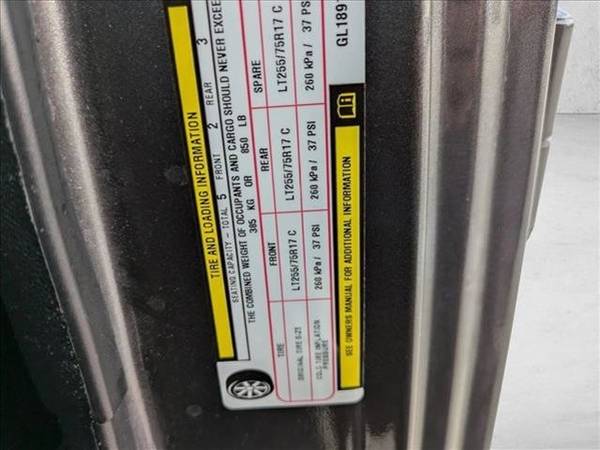 TIRE AND LOADING INFORMATION
SEATING CAPACITY - TOTAL 5 FRONT 2 REAR 3
THE COMBINED WEIGHT OF OCCUPANTS AND CARGO SHOULD NEVER EXCEE
385 KG OR 850 LB
TIRE FRONT REAR SPARE
ORIGINAL TIRE LT255/75R17 C LT255/75R17 C LT255/75R17 C
COLD TIRE INFLATION PRESSURE 260 kPa / 37 PSI 260 kPa / 37 PSI 260 kPa / 37 PSI
SEE OWNERS MANUAL FOR ADDITIONAL INFORMATION
GL189